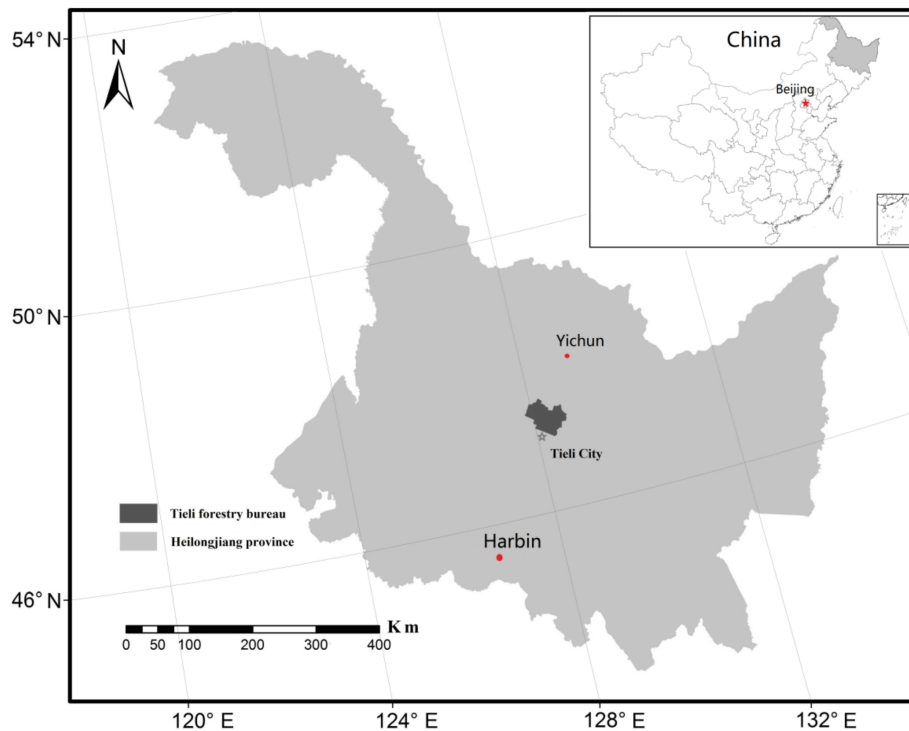 54° N
N
China
Beijing
50° N
Yichun
Tieli City
Tieli forestry bureau
Heilongjiang province
Harbin
46° N
Km
0 50 100 200 300 400
120° E 124° E 128° E 132° E